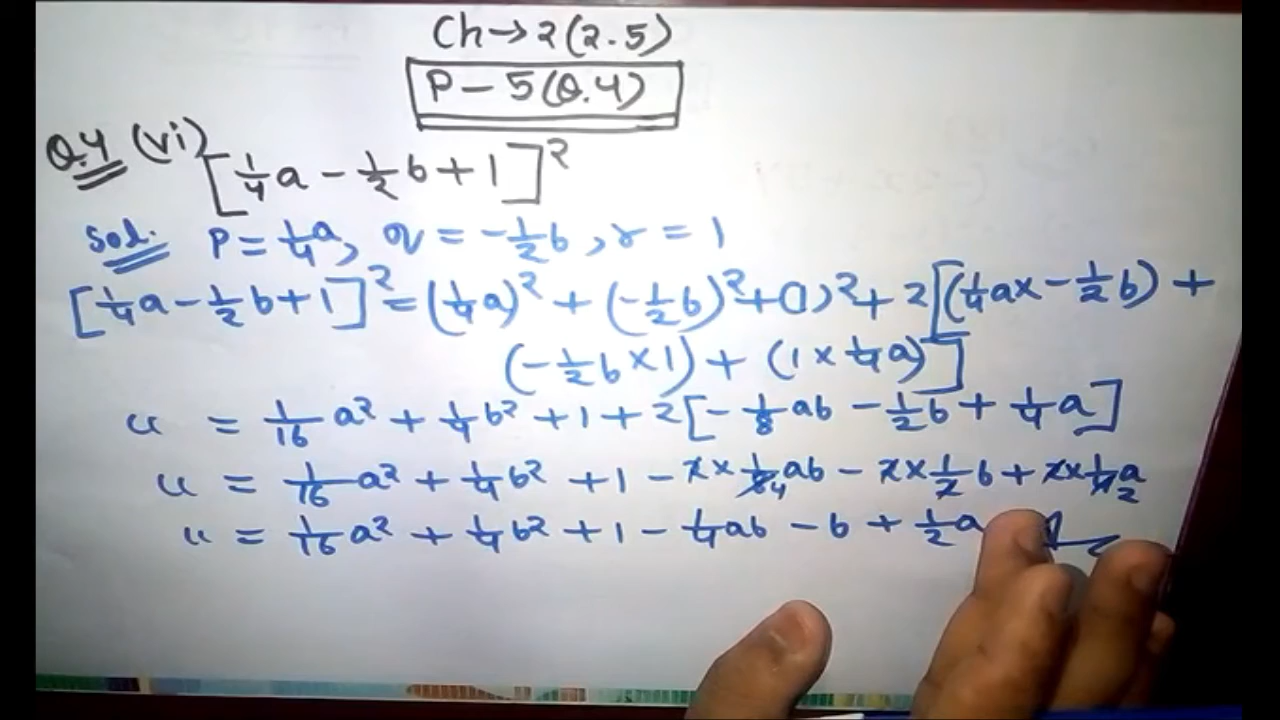 Ch→2(2.5)
P-5(Q.4)
Q.4 (vi) [1/4 a - 1/2 b + 1]²
Sol. P = 1/4 a, q = -1/2 b, r = 1
[1/4 a - 1/2 b + 1]² = (1/4 a)² + (-1/2 b)² + (1)² + 2[(1/4 a × -1/2 b) +
(-1/2 b × 1) + (1 × 1/4 a)]
" = 1/16 a² + 1/4 b² + 1 + 2[-1/8 ab - 1/2 b + 1/4 a]
" = 1/16 a² + 1/4 b² + 1 - 2 × 1/8 4 ab - 2 × 1/2 b + 2 × 1/4 2 a
" = 1/16 a² + 1/4 b² + 1 - 1/4 ab - b + 1/2 a